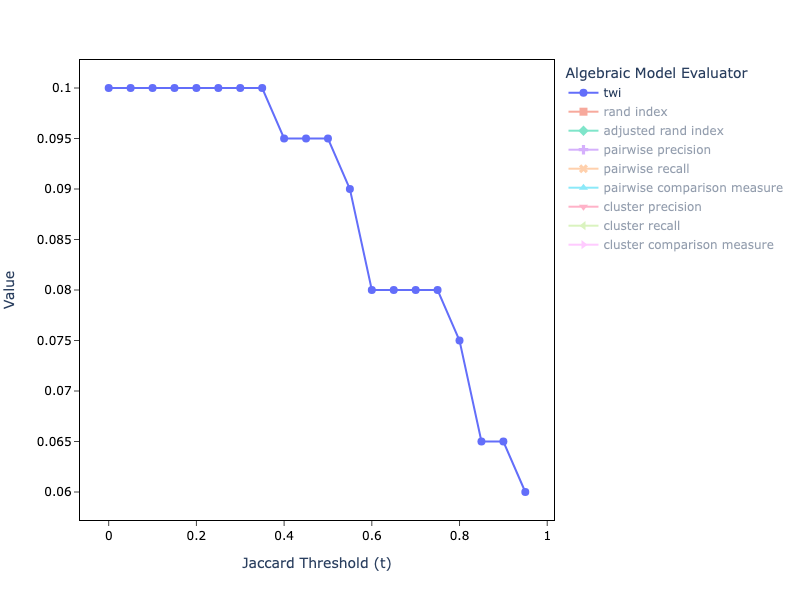 Algebraic Model Evaluator
twi
rand index
adjusted rand index
pairwise precision
pairwise recall
pairwise comparison measure
cluster precision
cluster recall
cluster comparison measure
0.1
0.095
0.09
0.085
0.08
0.075
0.07
0.065
0.06
Value
0 0.2 0.4 0.6 0.8 1
Jaccard Threshold (t)